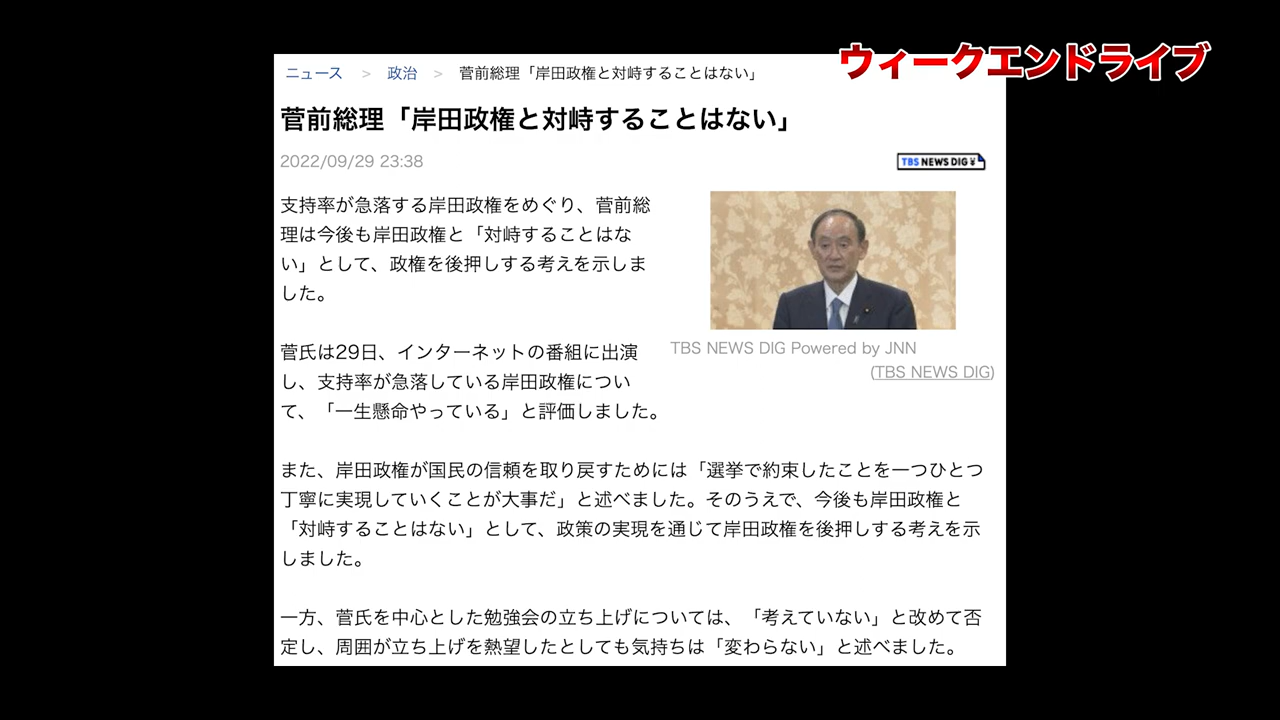 ウィークエンドライブ
ニュース > 政治 > 菅前総理「岸田政権と対峙することはない」
菅前総理「岸田政権と対峙することはない」
2022/09/29 23:38
TBS NEWS DIG
支持率が急落する岸田政権をめぐり、菅前総
理は今後も岸田政権と「対峙することはな
い」として、政権を後押しする考えを示しま
した。
TBS NEWS DIG Powered by JNN
(TBS NEWS DIG)
菅氏は29日、インターネットの番組に出演
し、支持率が急落している岸田政権につい
て、「一生懸命やっている」と評価しました。
また、岸田政権が国民の信頼を取り戻すためには「選挙で約束したことを一つひとつ
丁寧に実現していくことが大事だ」と述べました。そのうえで、今後も岸田政権と
「対峙することはない」として、政策の実現を通じて岸田政権を後押しする考えを示
しました。
一方、菅氏を中心とした勉強会の立ち上げについては、「考えていない」と改めて否
定し、周囲が立ち上げを熱望したとしても気持ちは「変わらない」と述べました。